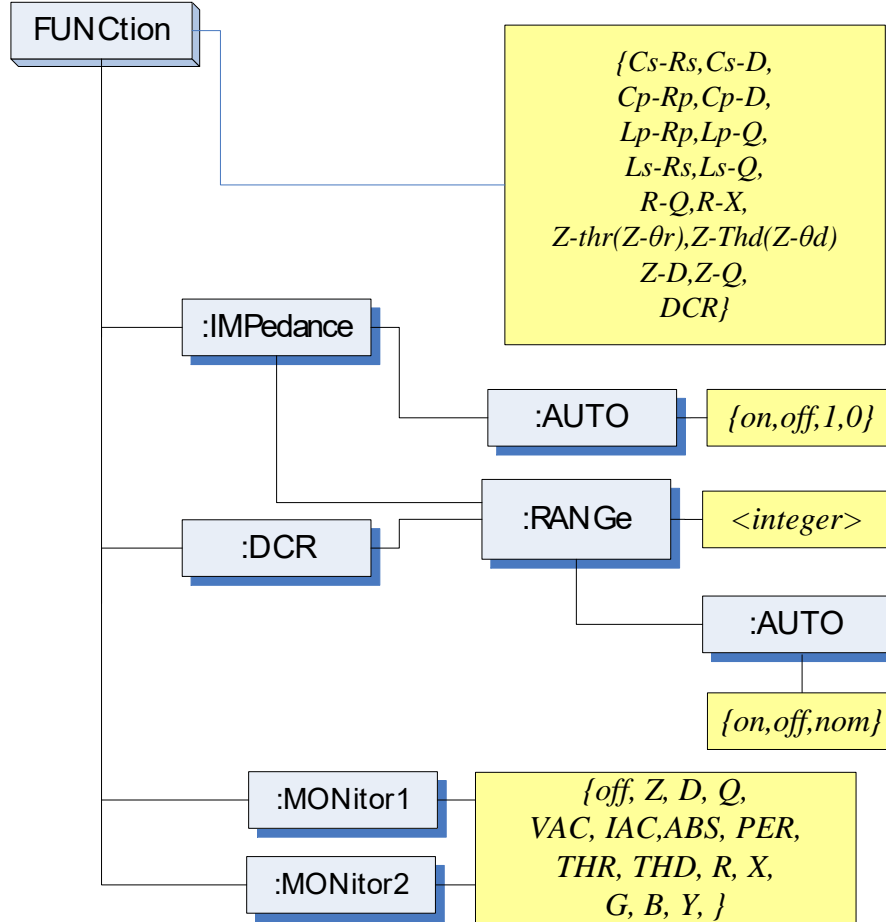 FUNCtion
{Cs-Rs,Cs-D,
Cp-Rp,Cp-D,
Lp-Rp,Lp-Q,
Ls-Rs,Ls-Q,
R-Q,R-X,
Z-thr(Z-θr),Z-Thd(Z-θd)
Z-D,Z-Q,
DCR}
:IMPedance
:AUTO
{on,off,1,0}
:RANGe
<integer>
:DCR
:AUTO
{on,off,nom}
:MONitor1
{off, Z, D, Q,
VAC, IAC,ABS, PER,
THR, THD, R, X,
G, B, Y, }
:MONitor2